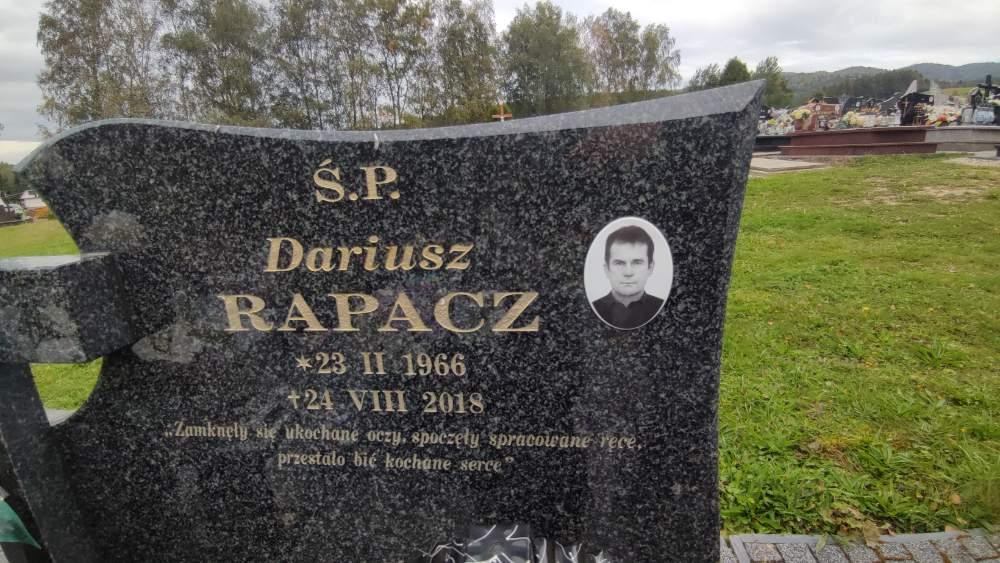 Ś.P.
Dariusz
RAPACZ
*23 II 1966
†24 VIII 2018
„Zamknęły się ukochane oczy, spoczęły spracowane ręce,
przestało bić kochane serce”